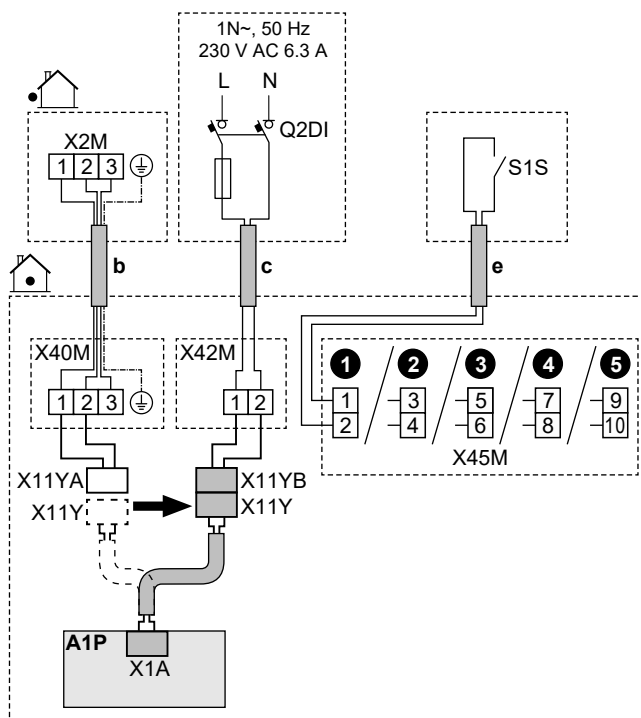 1N~, 50 Hz
230 V AC 6.3 A
L N
Q2DI
X2M
1 2 3
S1S
b
c
e
X40M
1 2 3
X42M
1 2
1 2 3 4 5
1 3 5 7 9
2 4 6 8 10
X45M
X11YA
X11YB
X11Y
X11Y
A1P
X1A